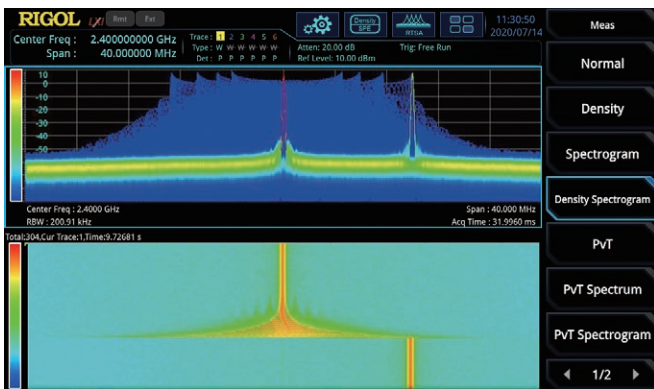 RIGOL LXI Rmt Ext
Density
SPE
RTSA
11:30:50
2020/07/14
Center Freq : 2.400000000 GHz
Span : 40.000000 MHz
Trace : 1 2 3 4 5 6
Type : W W W W W W
Det : P P P P P P
Atten: 20.00 dB
Ref Level: 10.00 dBm
Trig: Free Run
10
0
-10
-20
-30
-40
-50
Center Freq : 2.4000 GHz
RBW : 200.91 kHz
Span : 40.000 MHz
Acq Time : 31.9960 ms
Total:304,Cur Trace:1,Time:9.72681 s
Meas
Normal
Density
Spectrogram
Density Spectrogram
PvT
PvT Spectrum
PvT Spectrogram
1/2